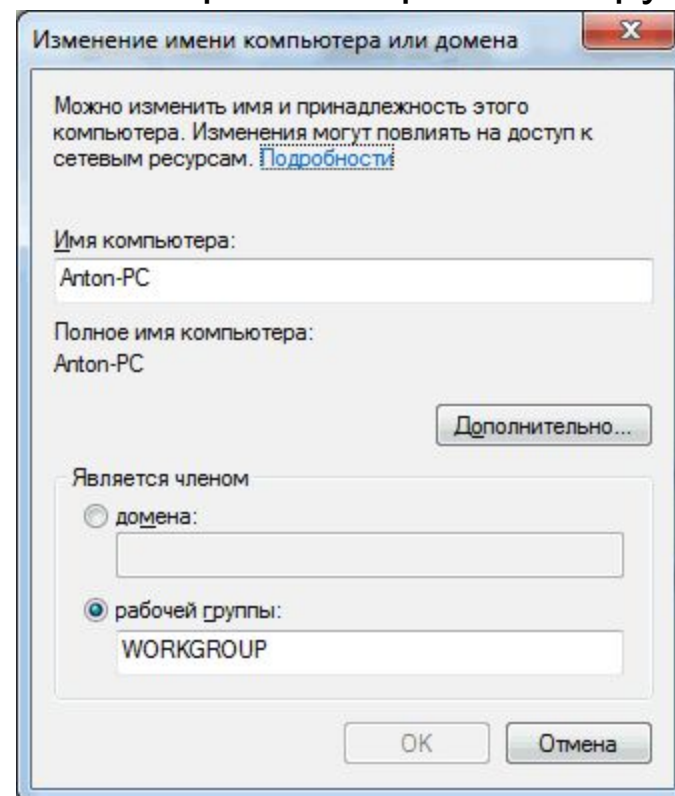 Изменение имени компьютера или домена
Можно изменить имя и принадлежность этого
компьютера. Изменения могут повлиять на доступ к
сетевым ресурсам. Подробности
Имя компьютера:
Anton-PC
Полное имя компьютера:
Anton-PC
Дополнительно...
Является членом
домена:
рабочей группы:
WORKGROUP
OK
Отмена